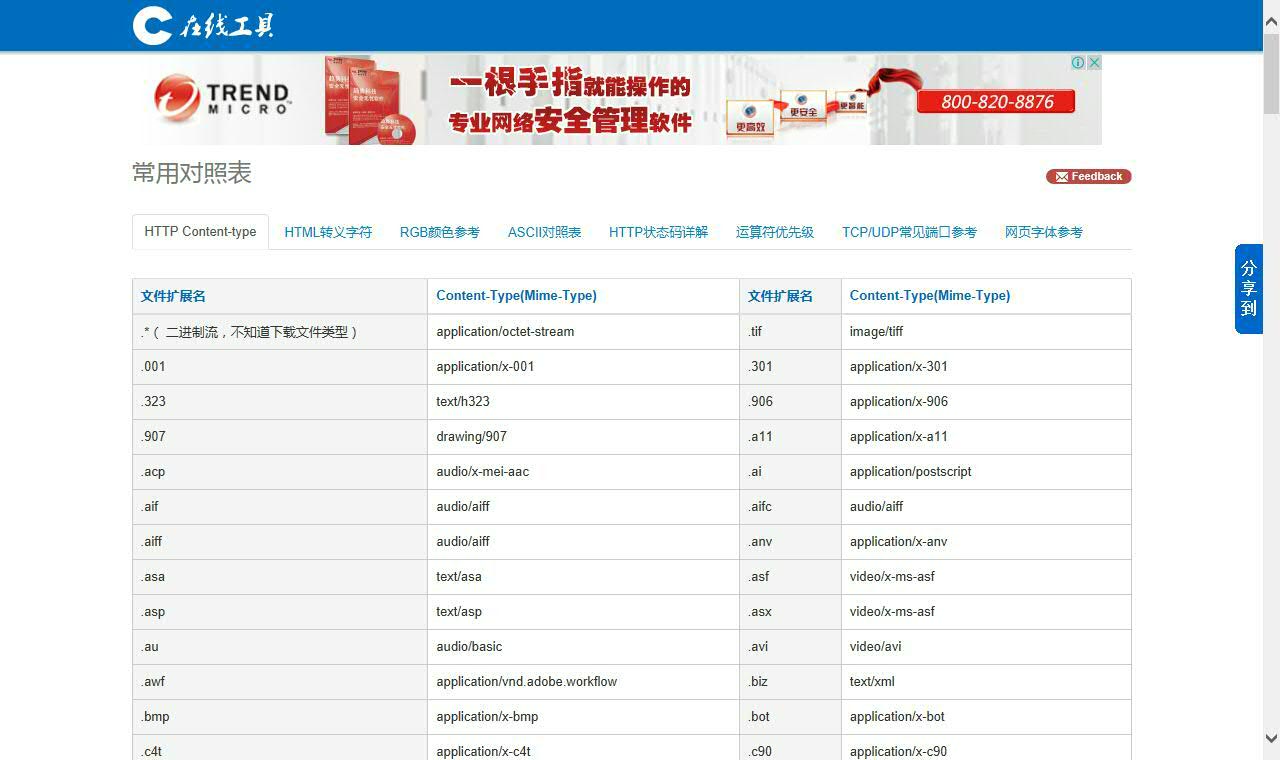 在线工具
TREND MICRO™
一根手指就能操作的
专业网络安全管理软件
更高效
更安全
更智能
800-820-8876
常用对照表
Feedback
HTTP Content-type HTML转义字符 RGB颜色参考 ASCII对照表 HTTP状态码详解 运算符优先级 TCP/UDP常见端口参考 网页字体参考
分享到
文件扩展名 Content-Type(Mime-Type) 文件扩展名 Content-Type(Mime-Type)
.*（ 二进制流，不知道下载文件类型） application/octet-stream .tif image/tiff
.001 application/x-001 .301 application/x-301
.323 text/h323 .906 application/x-906
.907 drawing/907 .a11 application/x-a11
.acp audio/x-mei-aac .ai application/postscript
.aif audio/aiff .aifc audio/aiff
.aiff audio/aiff .anv application/x-anv
.asa text/asa .asf video/x-ms-asf
.asp text/asp .asx video/x-ms-asf
.au audio/basic .avi video/avi
.awf application/vnd.adobe.workflow .biz text/xml
.bmp application/x-bmp .bot application/x-bot
.c4t application/x-c4t .c90 application/x-c90